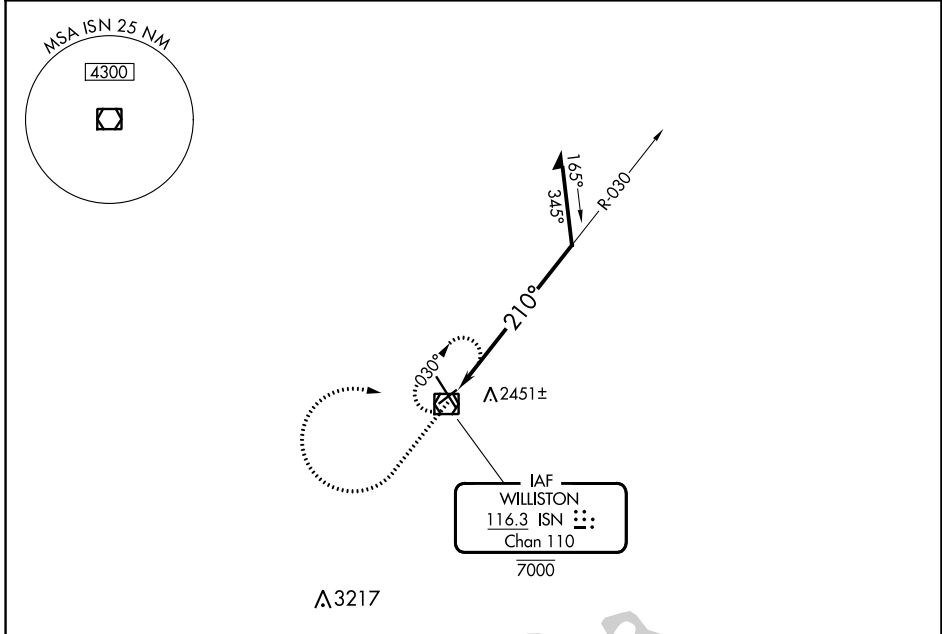 MSA ISN 25 NM
4300
165°
345°
R-030
210°
030°
2451±
IAF
WILLISTON
116.3 ISN
Chan 110
7000
3217